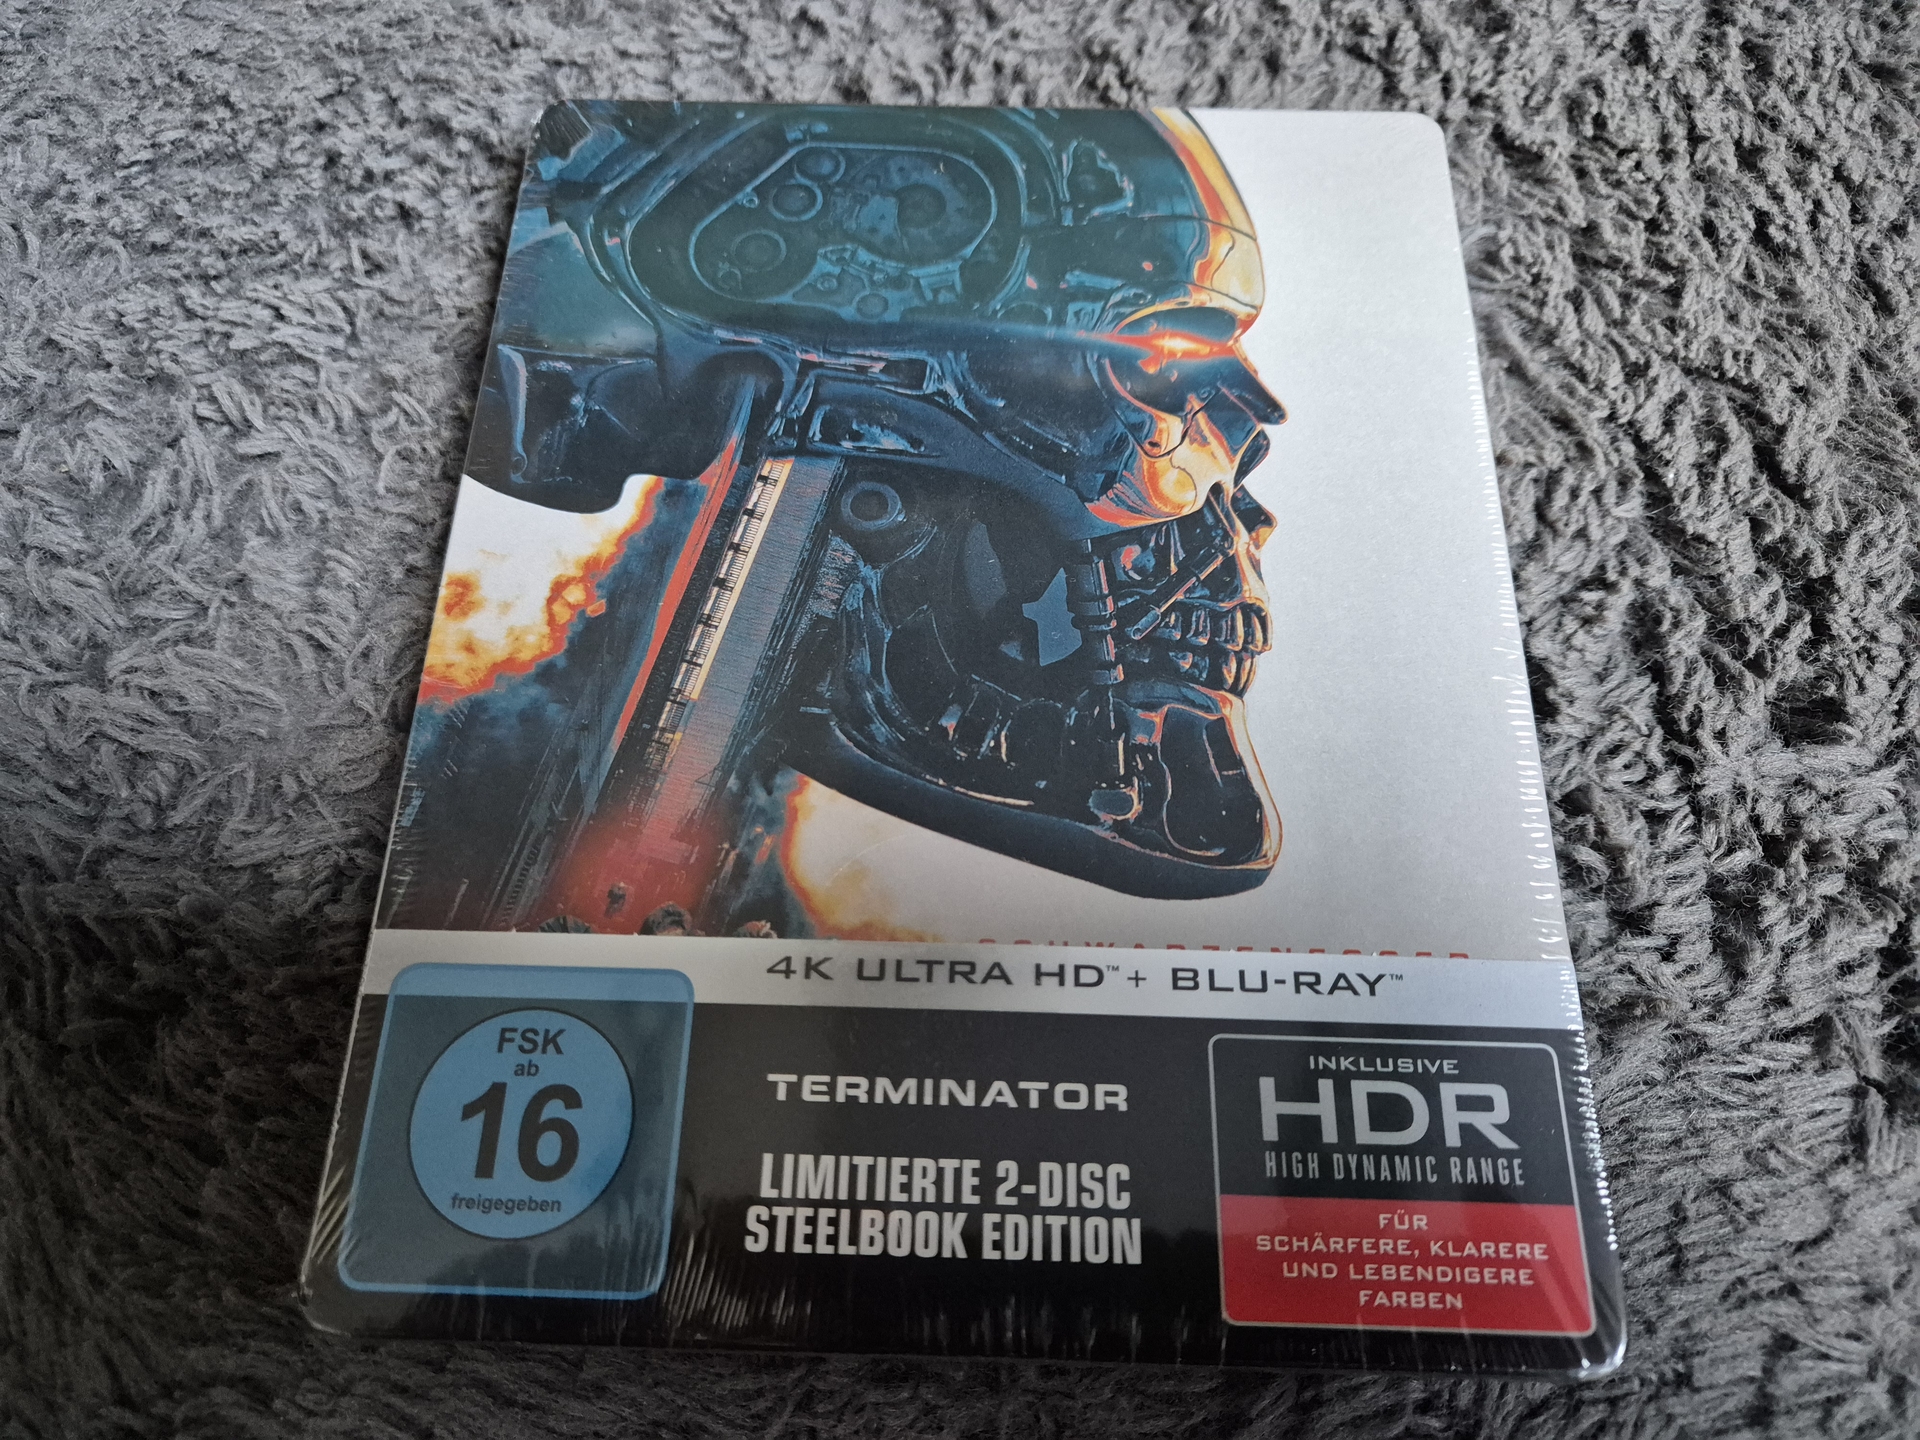 SCHWARZENEGGER
4K ULTRA HD™ + BLU-RAY™
FSK
ab
16
freigegeben
TERMINATOR
LIMITIERTE 2-DISC
STEELBOOK EDITION
INKLUSIVE
HDR
HIGH DYNAMIC RANGE
FÜR
SCHÄRFERE, KLARERE
UND LEBENDIGERE
FARBEN